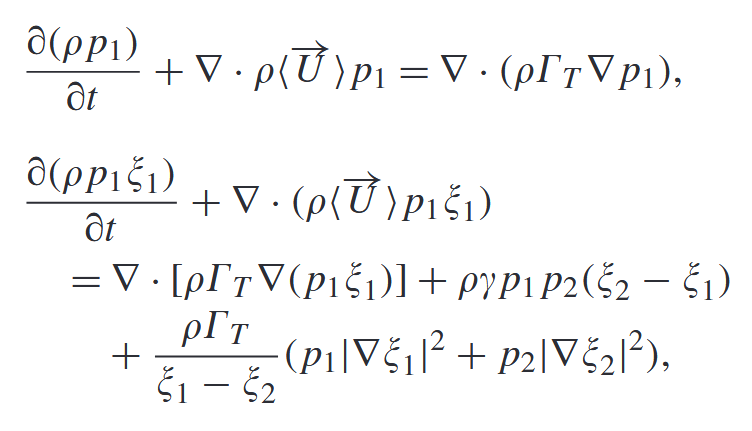 ∂(ρp₁)/∂t + ∇ · ρ⟨U⃗⟩p₁ = ∇ · (ρΓ_T∇p₁),
∂(ρp₁ξ₁)/∂t + ∇ · (ρ⟨U⃗⟩p₁ξ₁)
= ∇ · [ρΓ_T∇(p₁ξ₁)] + ργp₁p₂(ξ₂ − ξ₁)
+ ρΓ_T/(ξ₁ − ξ₂) (p₁|∇ξ₁|² + p₂|∇ξ₂|²),